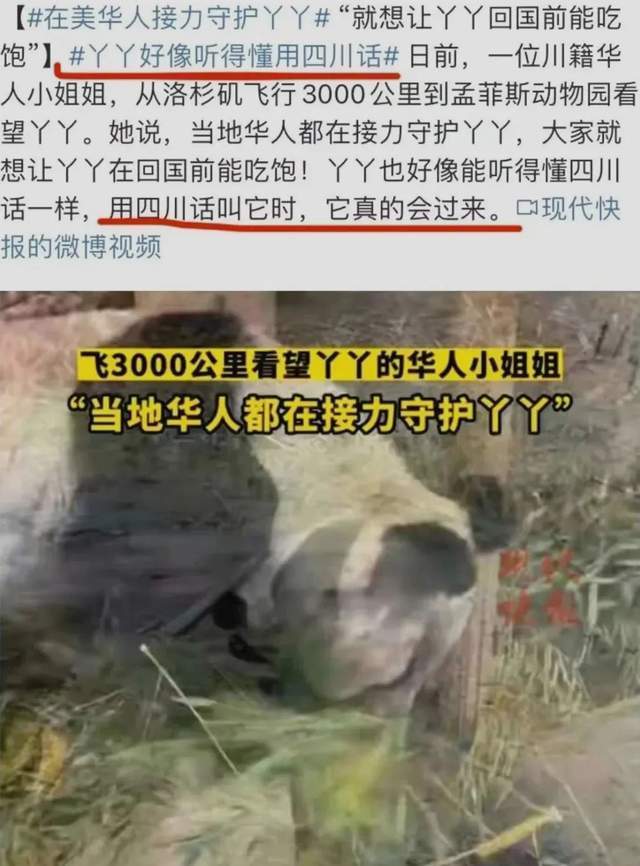 【#在美华人接力守护丫丫# “就想让丫丫回国前能吃
饱”】#丫丫好像听得懂用四川话# 日前，一位川籍华
人小姐姐，从洛杉矶飞行3000公里到孟菲斯动物园看
望丫丫。她说，当地华人都在接力守护丫丫，大家就
想让丫丫在回国前能吃饱！丫丫也好像能听得懂四川
话一样，用四川话叫它时，它真的会过来。现代快
报的微博视频
飞3000公里看望丫丫的华人小姐姐
“当地华人都在接力守护丫丫”
现代
快报